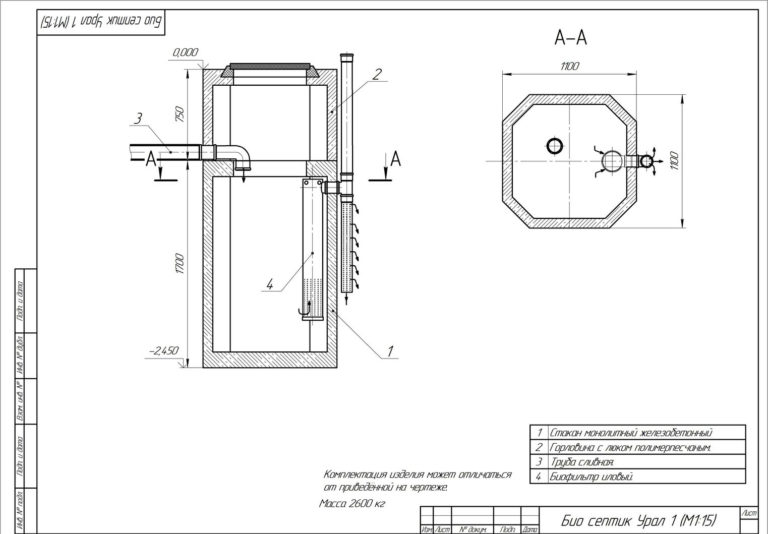 Био септик Урал 1 (М1:15)
А-А
0,000
1100
2
750
3
А
А
1100
1700
4
-2,450
1
Подп. и дата
Инв. № дубл.
Взам. инв. №
Подп. и дата
Инв. № подл.
1 Стакан монолитный железобетонный
2 Горловина с люком полимерпесчаным.
3 Труба сливная.
4 Биофильтр иловый.
Комплектация изделия может отличаться
от приведённой на чертеже.
Масса 2600 кг
Изм. Лист № докум. Подп. Дата
Био септик Урал 1 (М1:15)
Лист